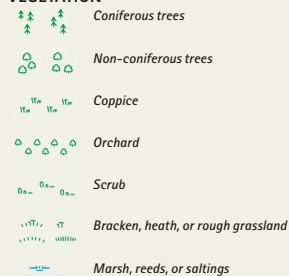 VEGETATION
Coniferous trees
Non-coniferous trees
Coppice
Orchard
Scrub
Bracken, heath, or rough grassland
Marsh, reeds, or saltings